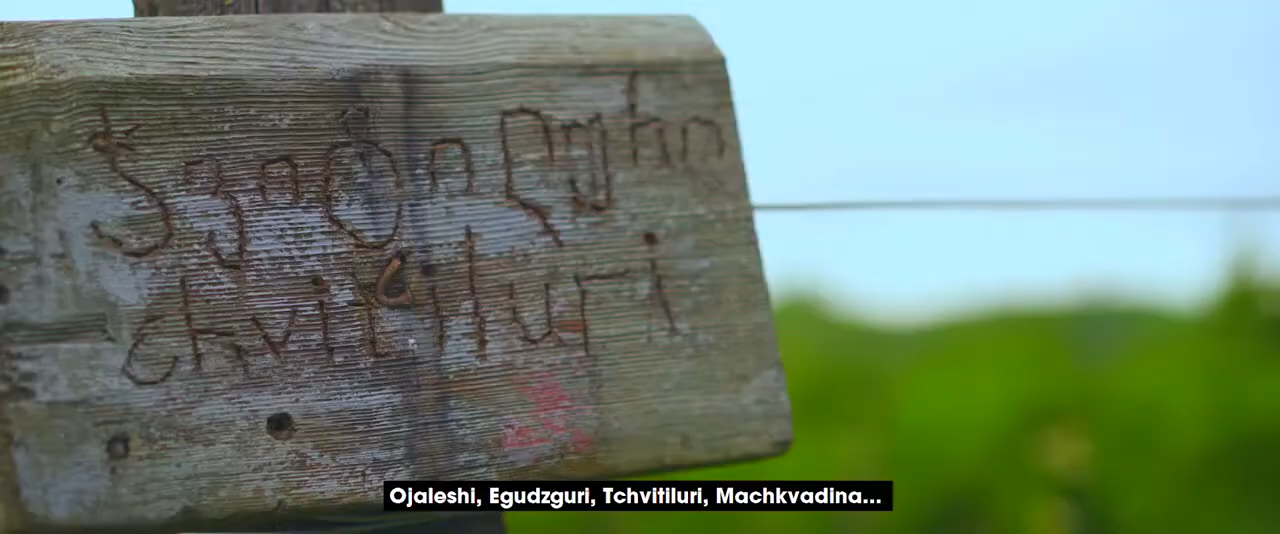 ჭვიტილური
chvitiluri
Ojaleshi, Egudzguri, Tchvitiluri, Machkvadina...